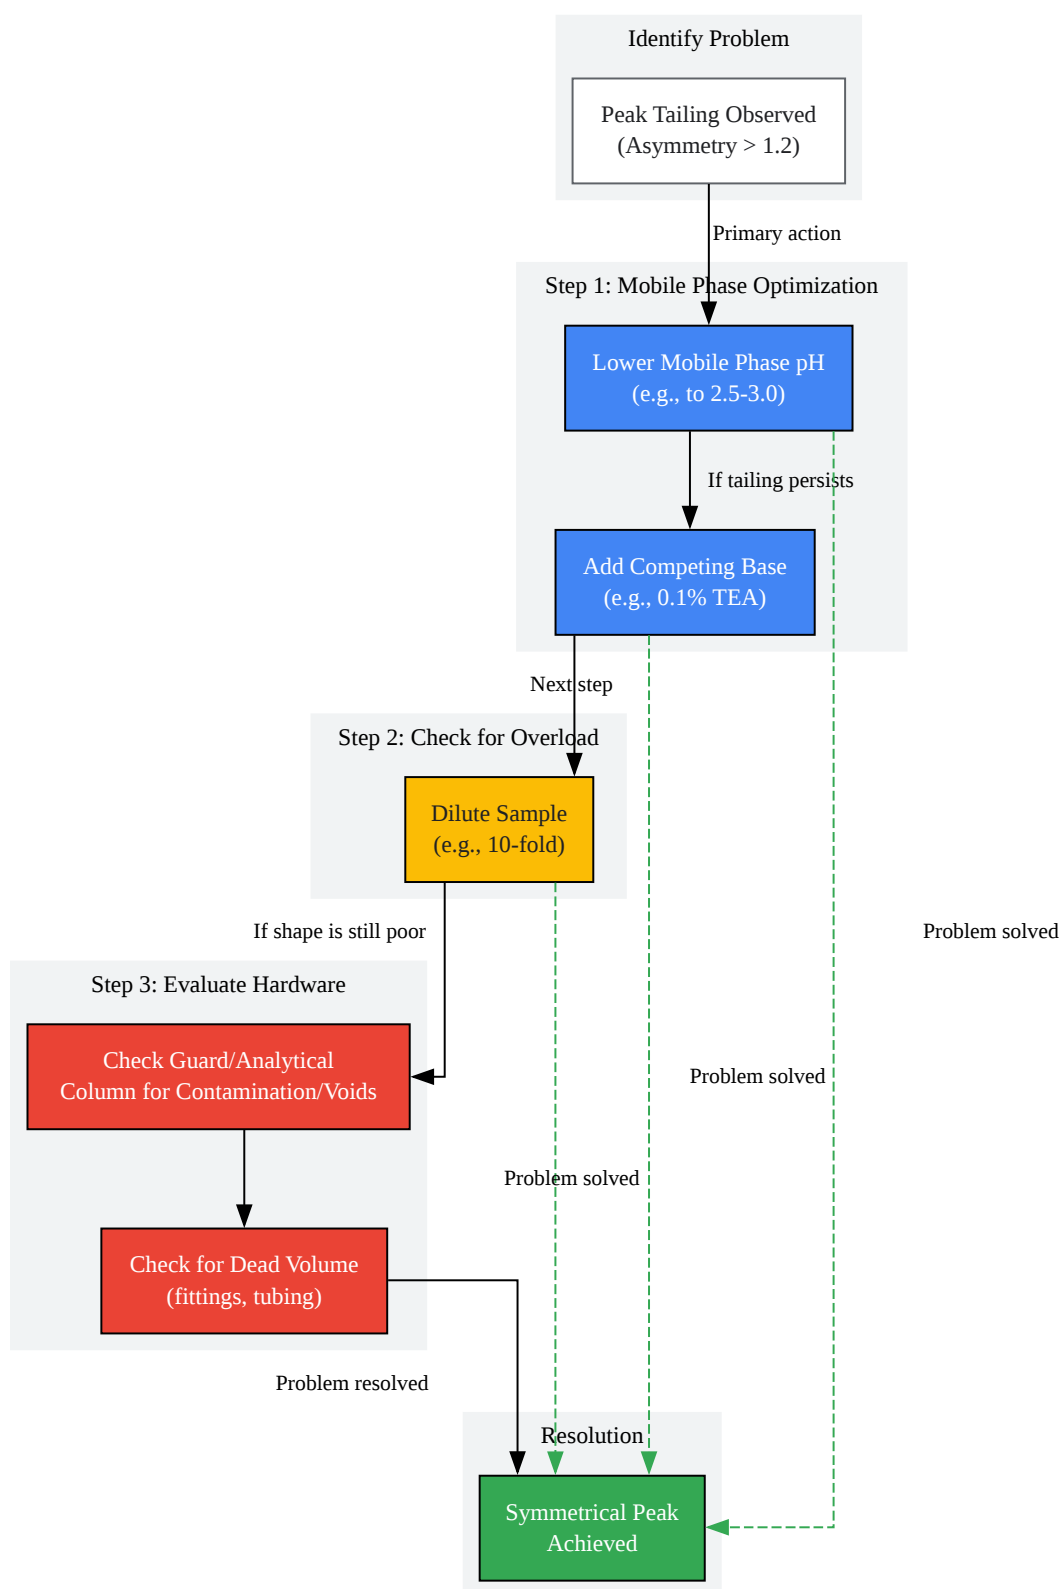 Identify Problem
Peak Tailing Observed
(Asymmetry > 1.2)
Primary action
Step 1: Mobile Phase Optimization
Lower Mobile Phase pH
(e.g., to 2.5-3.0)
If tailing persists
Add Competing Base
(e.g., 0.1% TEA)
Next step
Step 2: Check for Overload
Dilute Sample
(e.g., 10-fold)
If shape is still poor
Problem solved
Step 3: Evaluate Hardware
Check Guard/Analytical
Column for Contamination/Voids
Problem solved
Problem solved
Check for Dead Volume
(fittings, tubing)
Problem resolved
Resolution
Symmetrical Peak
Achieved